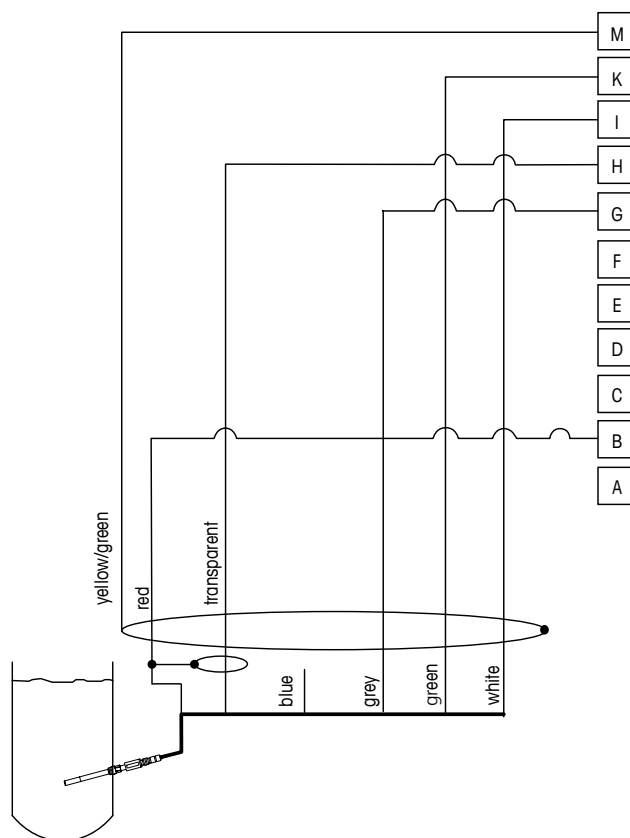 M
K
I
H
G
F
E
D
C
B
A
yellow/green
red
transparent
blue
grey
green
white